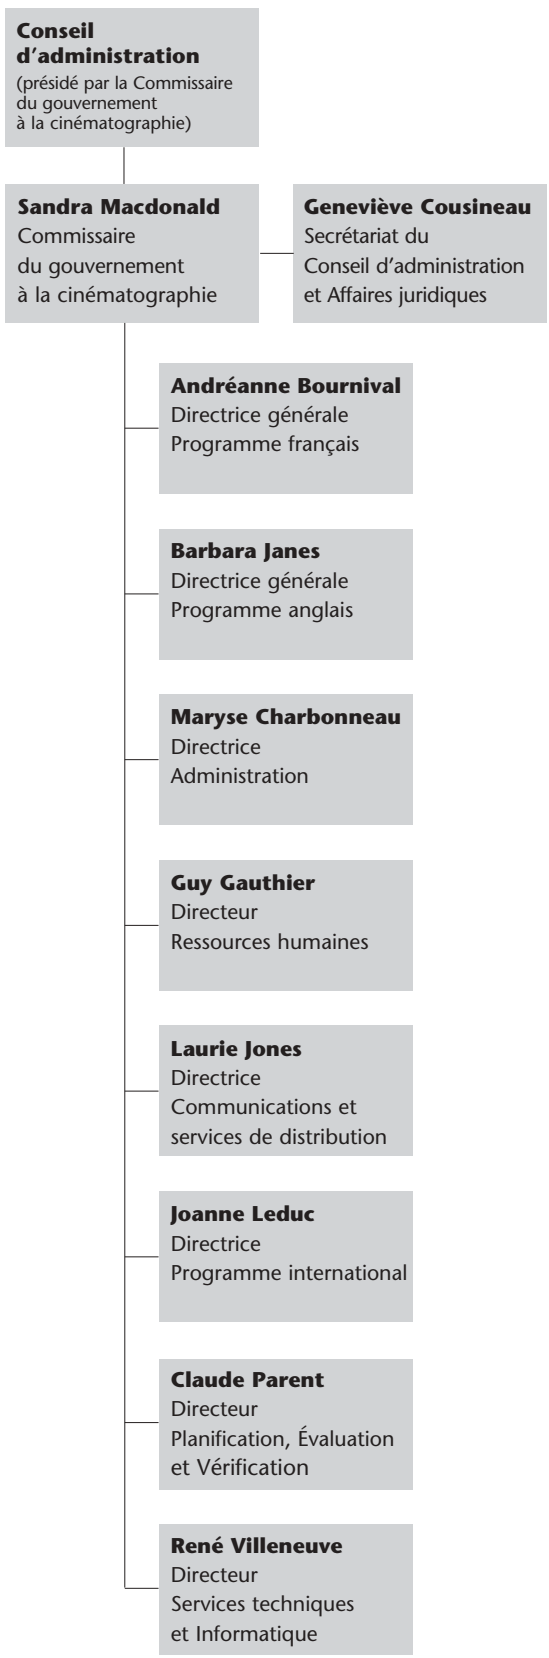 Conseil
d’administration
(présidé par la Commissaire
du gouvernement
à la cinématographie)
Sandra Macdonald
Commissaire
du gouvernement
à la cinématographie
Geneviève Cousineau
Secrétariat du
Conseil d’administration
et Affaires juridiques
Andréanne Bournival
Directrice générale
Programme français
Barbara Janes
Directrice générale
Programme anglais
Maryse Charbonneau
Directrice
Administration
Guy Gauthier
Directeur
Ressources humaines
Laurie Jones
Directrice
Communications et
services de distribution
Joanne Leduc
Directrice
Programme international
Claude Parent
Directeur
Planification, Évaluation
et Vérification
René Villeneuve
Directeur
Services techniques
et Informatique